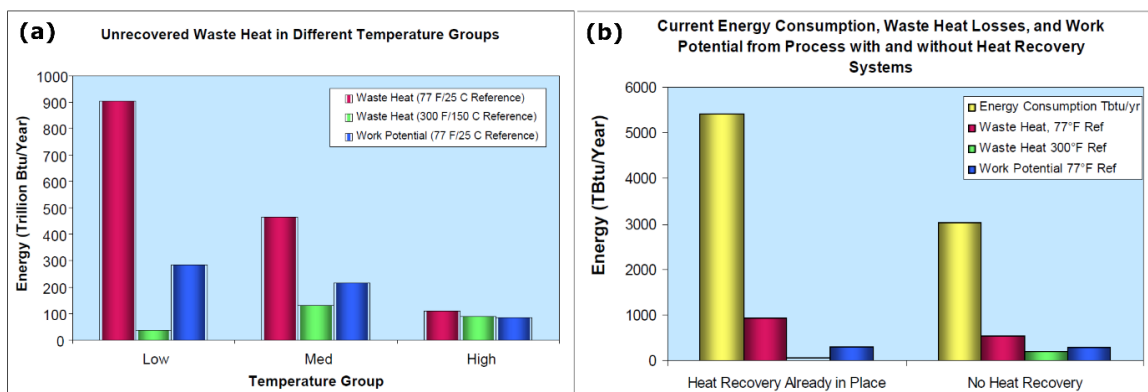 (a)
Unrecovered Waste Heat in Different Temperature Groups
Energy (Trillion Btu/Year)
1000
900
800
700
600
500
400
300
200
100
0
Waste Heat (77 F/25 C Reference)
Waste Heat (300 F/150 C Reference)
Work Potential (77 F/25 C Reference)
Low Med High
Temperature Group
(b)
Current Energy Consumption, Waste Heat Losses, and Work
Potential from Process with and without Heat Recovery
Systems
Energy (TBtu/Year)
6000
5000
4000
3000
2000
1000
0
Energy Consumption Tbtu/yr
Waste Heat, 77°F Ref
Waste Heat 300°F Ref
Work Potential 77°F Ref
Heat Recovery Already in Place No Heat Recovery